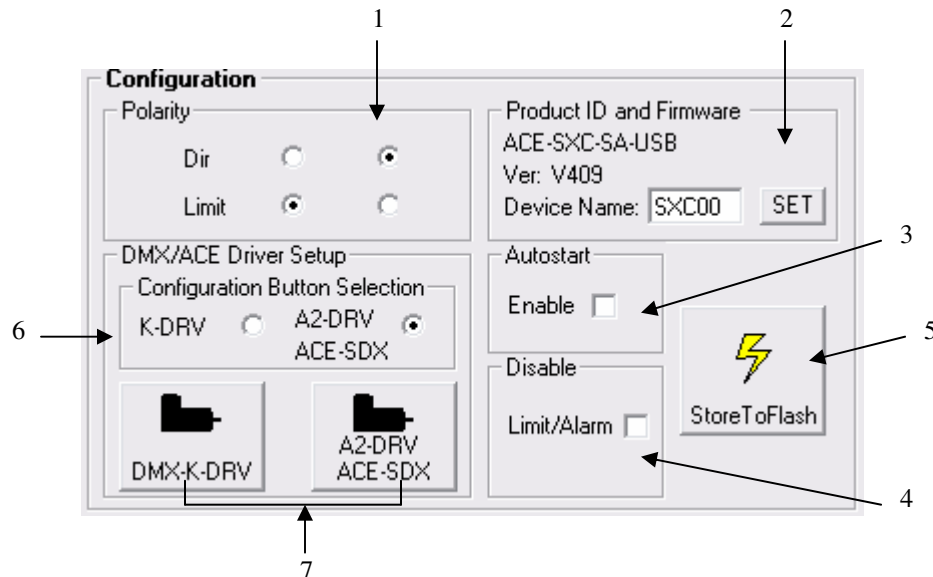 1
2
Configuration
Polarity
Dir
Limit
Product ID and Firmware
ACE-SXC-SA-USB
Ver: V409
Device Name: SXC00 SET
3
DMX/ACE Driver Setup
Configuration Button Selection
K-DRV
A2-DRV
ACE-SDX
6
Autostart
Enable
5
Disable
Limit/Alarm
StoreToFlash
DMX-K-DRV
A2-DRV
ACE-SDX
4
7